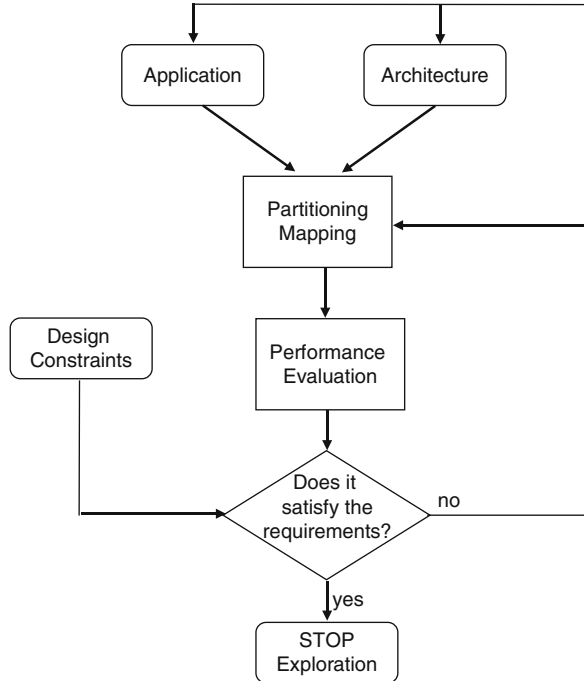 Application
Architecture
Partitioning
Mapping
Design
Constraints
Performance
Evaluation
Does it
satisfy the
requirements?
no
yes
STOP
Exploration